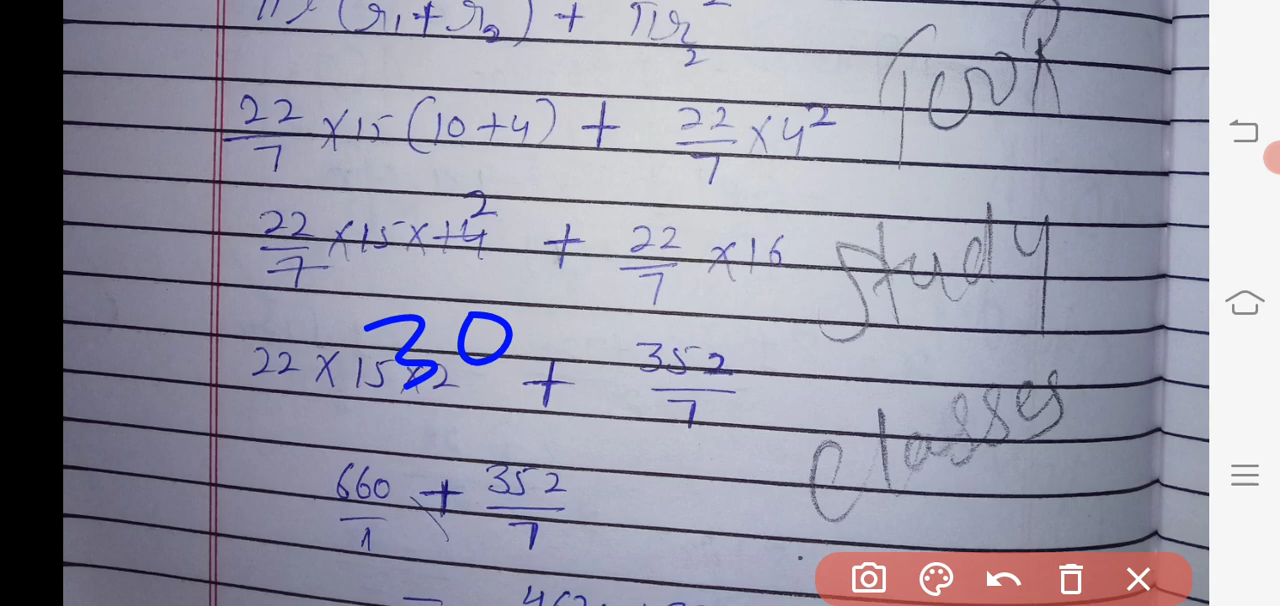 πr(r₁+r₂) + πr₂²
22/7 × 15 (10+4) + 22/7 × 4²
22/7 × 15 × 14 2 + 22/7 × 16
30
22 × 15 × 2 + 352/7
660/1 + 352/7
Study
Classes